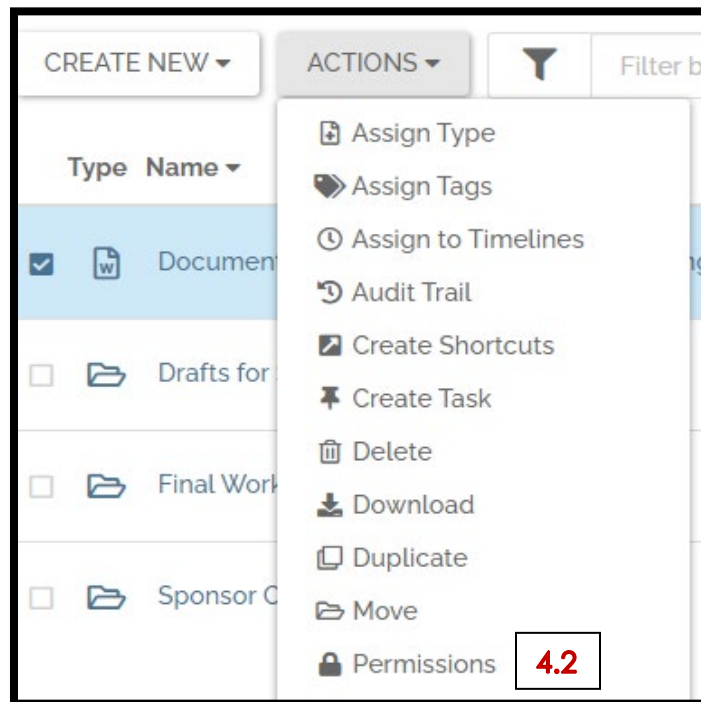 CREATE NEW ACTIONS Filter b
Type Name
Assign Type
Assign Tags
Documen
Assign to Timelines
Audit Trail
Create Shortcuts
Drafts for
Create Task
Delete
Final Work
Download
Duplicate
Sponsor C
Move
Permissions 4.2